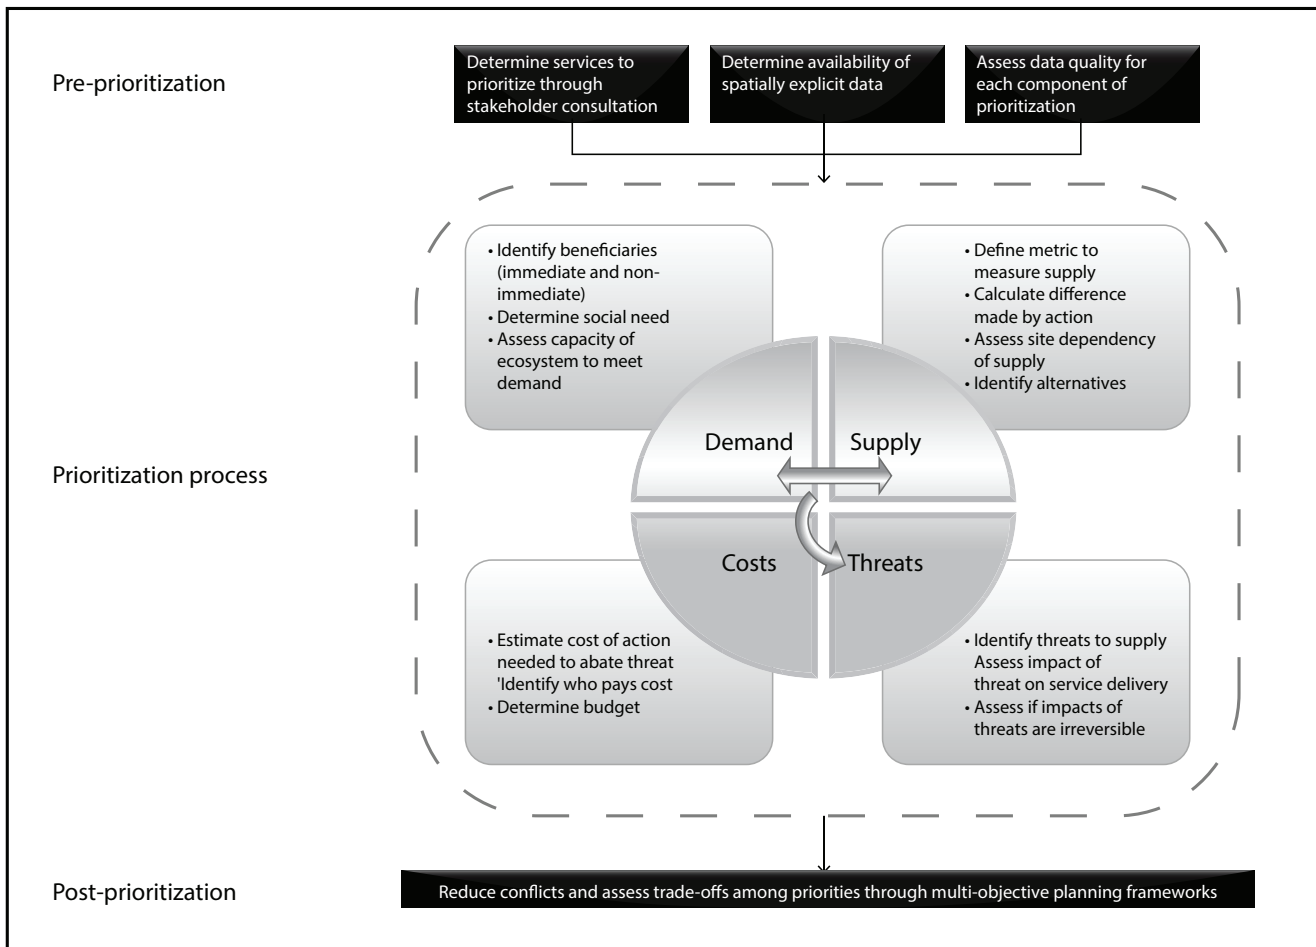 Pre-prioritization
Determine services to
prioritize through
stakeholder consultation
Determine availability of
spatially explicit data
Assess data quality for
each component of
prioritization
Prioritization process
• Identify beneficiaries
(immediate and non-
immediate)
• Determine social need
• Assess capacity of
ecosystem to meet
demand
• Define metric to
measure supply
• Calculate difference
made by action
• Assess site dependency
of supply
• Identify alternatives
Demand
Supply
Costs
Threats
• Estimate cost of action
needed to abate threat
'Identify who pays cost
• Determine budget
• Identify threats to supply
Assess impact of
threat on service delivery
• Assess if impacts of
threats are irreversible
Post-prioritization
Reduce conflicts and assess trade-offs among priorities through multi-objective planning frameworks